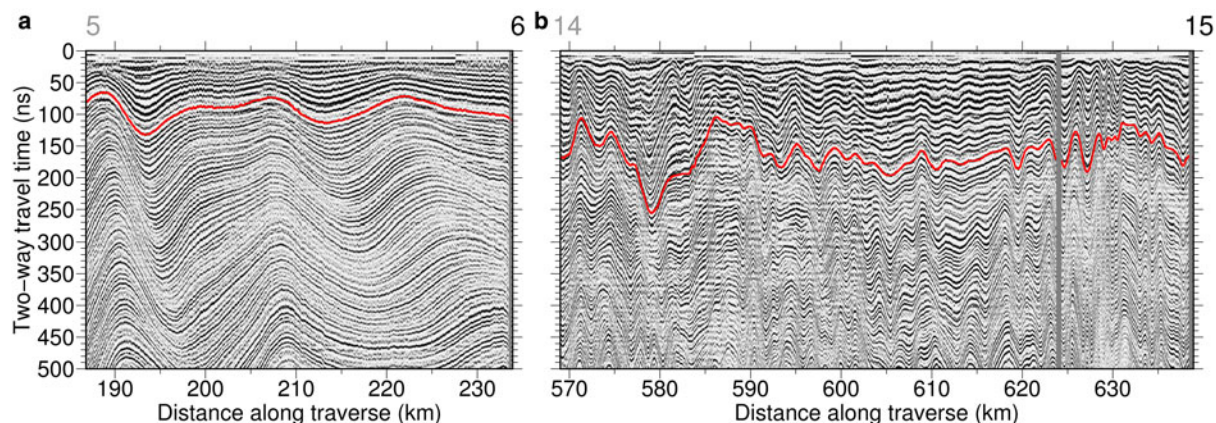 a 5 6 b 14 15
0
50
100
150
200
250
300
350
400
450
500
Two-way travel time (ns)
190 200 210 220 230 570 580 590 600 610 620 630
Distance along traverse (km) Distance along traverse (km)